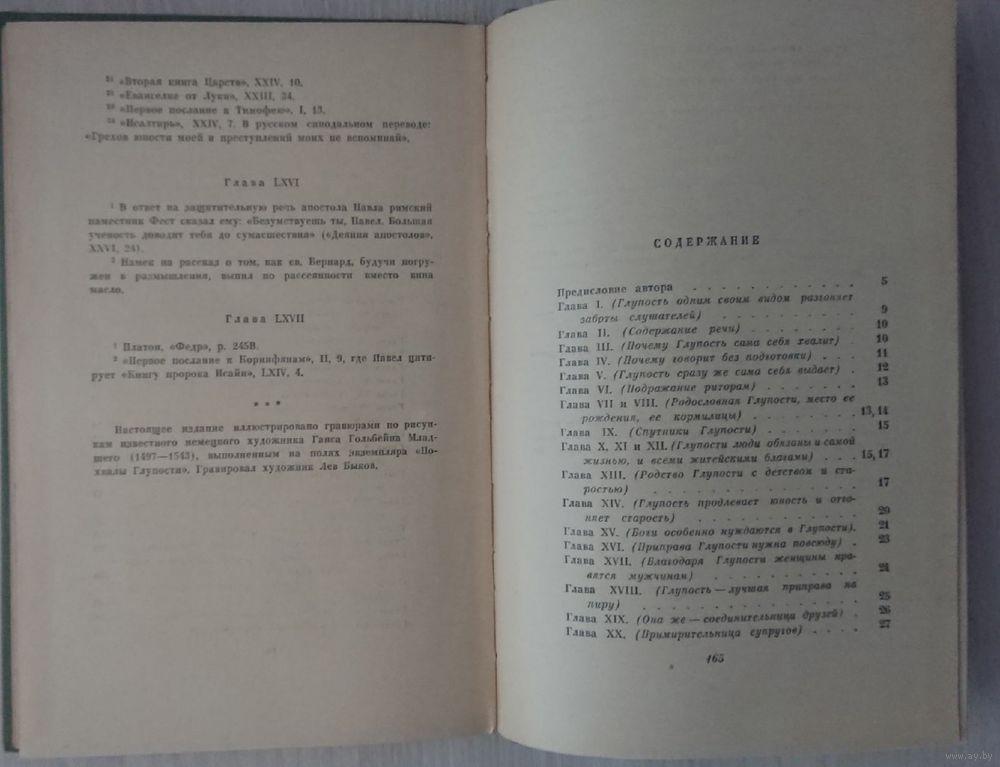 ²¹ «Вторая книга Царств», XXIV, 10.
²² «Евангелие от Луки», XXIII, 34.
²³ «Первое послание к Тимофею», I, 13.
²⁴ «Псалтирь», XXIV, 7. В русском синодальном переводе:
«Грехов юности моей и преступлений моих не вспоминай».
Глава LXVI
¹ В ответ на защитительную речь апостола Павла римский
наместник Фест сказал ему: «Безумствуешь ты, Павел. Большая
ученость доводит тебя до сумасшествия» («Деяния апостолов»,
XXVI, 24).
² Намек на рассказ о том, как св. Бернард, будучи погру-
жен в размышления, выпил по рассеянности вместо вина
масло.
Глава LXVII
¹ Платон, «Федр», p. 245B.
² «Первое послание к Коринфянам», II, 9, где Павел цити-
рует «Книгу пророка Исайи», LXIV, 4.
* * *
Настоящее издание иллюстрировано гравюрами по рисун-
кам известного немецкого художника Ганса Гольбейна Млад-
шего (1497—1543), выполненным на полях экземпляра «По-
хвалы Глупости». Гравировал художник Лев Быков.
СОДЕРЖАНИЕ
Предисловие автора . . . . . . . . . . . . 5
Глава I. (Глупость одним своим видом разгоняет
заботы слушателей) . . . . . . . . . . 9
Глава II. (Содержание речи) . . . . . . . . 10
Глава III. (Почему Глупость сама себя хвалит) 10
Глава IV. (Почему говорит без подготовки) . . . 11
Глава V. (Глупость сразу же сама себя выдает) . 12
Глава VI. (Подражание риторам) . . . . . . . 13
Глава VII и VIII. (Родословная Глупости, место ее
рождения, ее кормилицы) . . . . . . . . 13, 14
Глава IX. (Спутники Глупости) . . . . . . . 15
Глава X, XI и XII. (Глупости люди обязаны и самой
жизнью, и всеми житейскими благами) . . . 15, 17
Глава XIII. (Родство Глупости с детством и ста-
ростью) . . . . . . . . . . . . . 17
Глава XIV. (Глупость продлевает юность и отго-
няет старость) . . . . . . . . . . . 20
Глава XV. (Боги особенно нуждаются в Глупости). 21
Глава XVI. (Приправа Глупости нужна повсюду) . 23
Глава XVII. (Благодаря Глупости женщины нра-
вятся мужчинам) . . . . . . . . . . 24
Глава XVIII. (Глупость — лучшая приправа на
пиру) . . . . . . . . . . . . . . 25
Глава XIX. (Она же — соединительница друзей) . 26
Глава XX. (Примирительница супругов) . . . . 27
165
www.ay.by